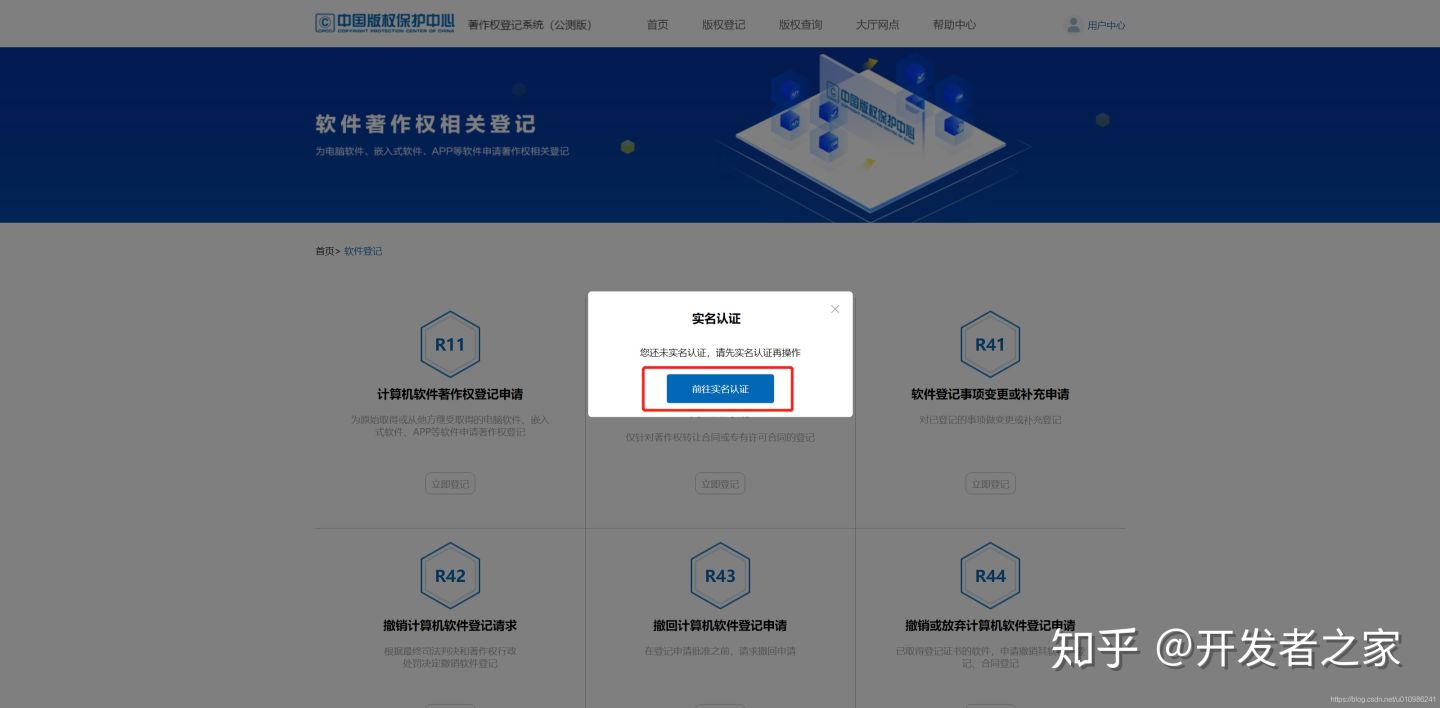 中国版权保护中心 著作权登记系统（公测版） 首页 版权登记 版权查询 大厅网点 帮助中心 用户中心
COPYRIGHT PROTECTION CENTER OF CHINA
软件著作权相关登记
为电脑软件、嵌入式软件、APP等软件申请著作权相关登记
中国版权保护中心
首页> 软件登记
实名认证
您还未实名认证，请先实名认证再操作
前往实名认证
R11
计算机软件著作权登记申请
为原始取得或从他方继受取得的电脑软件、嵌入
式软件、APP等软件申请著作权登记
立即登记
仅针对著作权转让合同或专有许可合同的登记
立即登记
R41
软件登记事项变更或补充申请
对已登记的事项做变更或补充登记
立即登记
R42
撤销计算机软件登记请求
根据最终司法判决和著作权行政
处罚决定撤销软件登记
R43
撤回计算机软件登记申请
在登记申请批准之前，请求撤回申请
R44
撤销或放弃计算机软件登记申请
已取得登记证书的软件，申请撤销
记、合同登记
知乎 @开发者之家
https://blog.csdn.net/u010986241